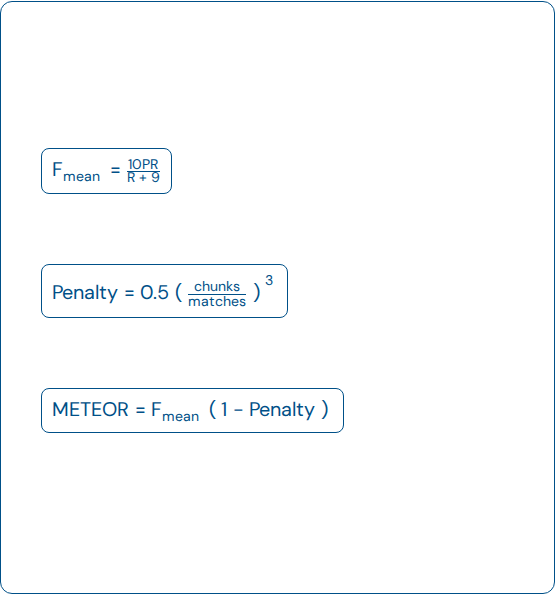 F_mean = 10PR / R + 9
Penalty = 0.5 ( chunks / matches )^3
METEOR = F_mean ( 1 - Penalty )